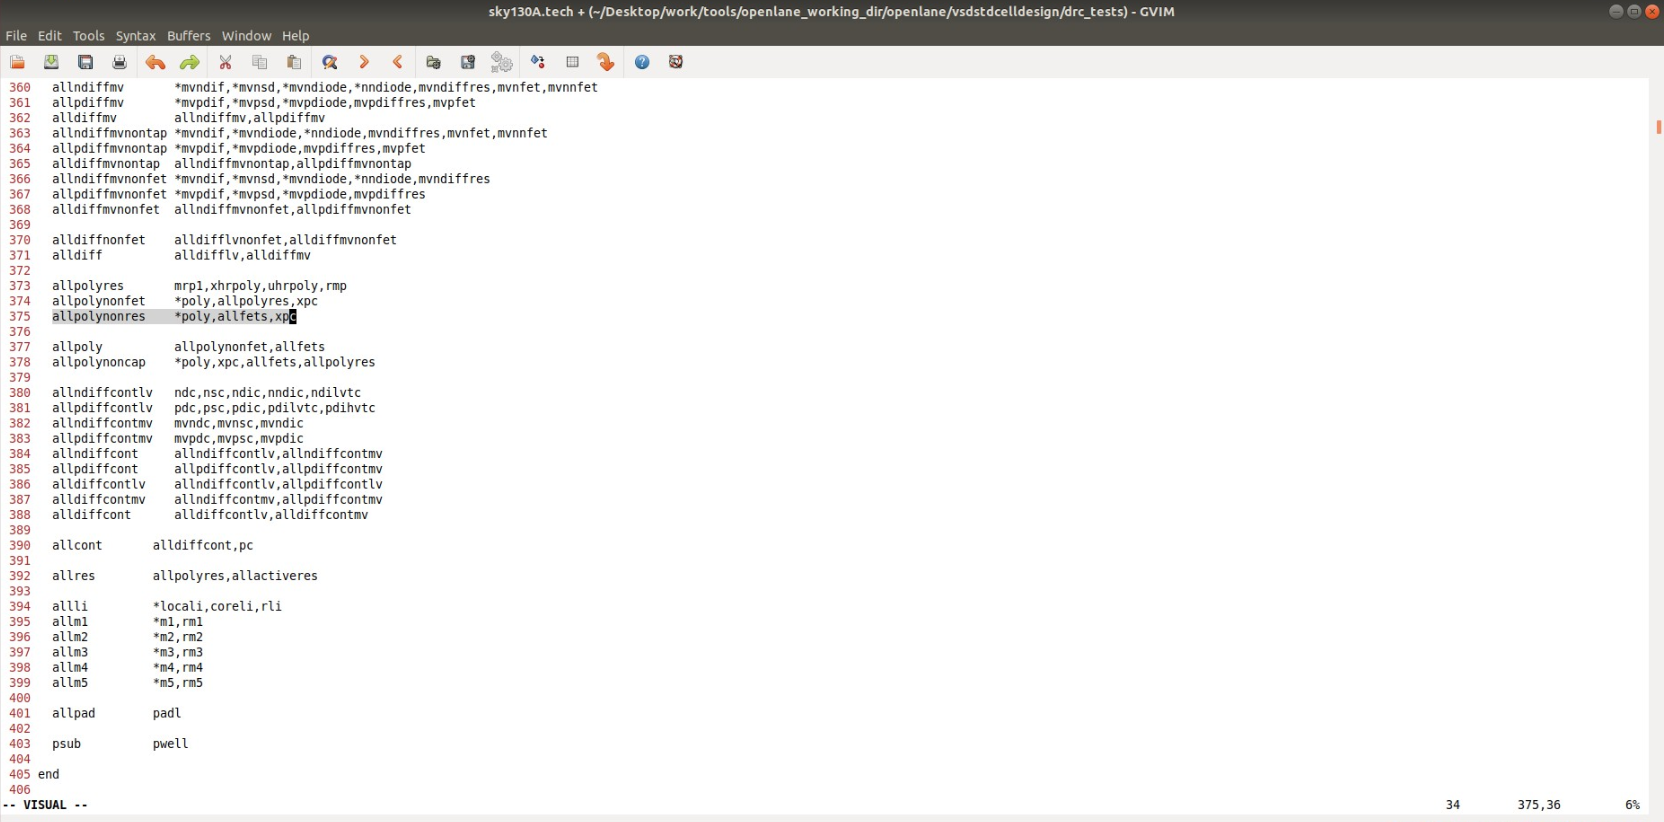 sky130A.tech + (~/Desktop/work/tools/openlane_working_dir/openlane/vsdstdcelldesign/drc_tests) - GVIM
File Edit Tools Syntax Buffers Window Help
360 allndiffmv *mvndif,*mvnsd,*mvndiode,*nndiode,mvndiffres,mvnfet,mvnnfet
361 allpdiffmv *mvpdif,*mvpsd,*mvpdiode,mvpdiffres,mvpfet
362 alldiffmv allndiffmv,allpdiffmv
363 allndiffmvnontap *mvndif,*mvndiode,*nndiode,mvndiffres,mvnfet,mvnnfet
364 allpdiffmvnontap *mvpdif,*mvpdiode,mvpdiffres,mvpfet
365 alldiffmvnontap allndiffmvnontap,allpdiffmvnontap
366 allndiffmvnonfet *mvndif,*mvnsd,*mvndiode,*nndiode,mvndiffres
367 allpdiffmvnonfet *mvpdif,*mvpsd,*mvpdiode,mvpdiffres
368 alldiffmvnonfet allndiffmvnonfet,allpdiffmvnonfet
369
370 alldiffnonfet alldifflvnonfet,alldiffmvnonfet
371 alldiff alldifflv,alldiffmv
372
373 allpolyres mrp1,xhrpoly,uhrpoly,rmp
374 allpolynonfet *poly,allpolyres,xpc
375 allpolynonres *poly,allfets,xpc
376
377 allpoly allpolynonfet,allfets
378 allpolynoncap *poly,xpc,allfets,allpolyres
379
380 allndiffcontlv ndc,nsc,ndic,nndic,ndilvtc
381 allpdiffcontlv pdc,psc,pdic,pdilvtc,pdihvtc
382 allndiffcontmv mvndc,mvnsc,mvndic
383 allpdiffcontmv mvpdc,mvpsc,mvpdic
384 allndiffcont allndiffcontlv,allndiffcontmv
385 allpdiffcont allpdiffcontlv,allpdiffcontmv
386 alldiffcontlv allndiffcontlv,allpdiffcontlv
387 alldiffcontmv allndiffcontmv,allpdiffcontmv
388 alldiffcont alldiffcontlv,alldiffcontmv
389
390 allcont alldiffcont,pc
391
392 allres allpolyres,allactiveres
393
394 allli *locali,coreli,rli
395 allm1 *m1,rm1
396 allm2 *m2,rm2
397 allm3 *m3,rm3
398 allm4 *m4,rm4
399 allm5 *m5,rm5
400
401 allpad padl
402
403 psub pwell
404
405 end
406
-- VISUAL -- 34 375,36 6%